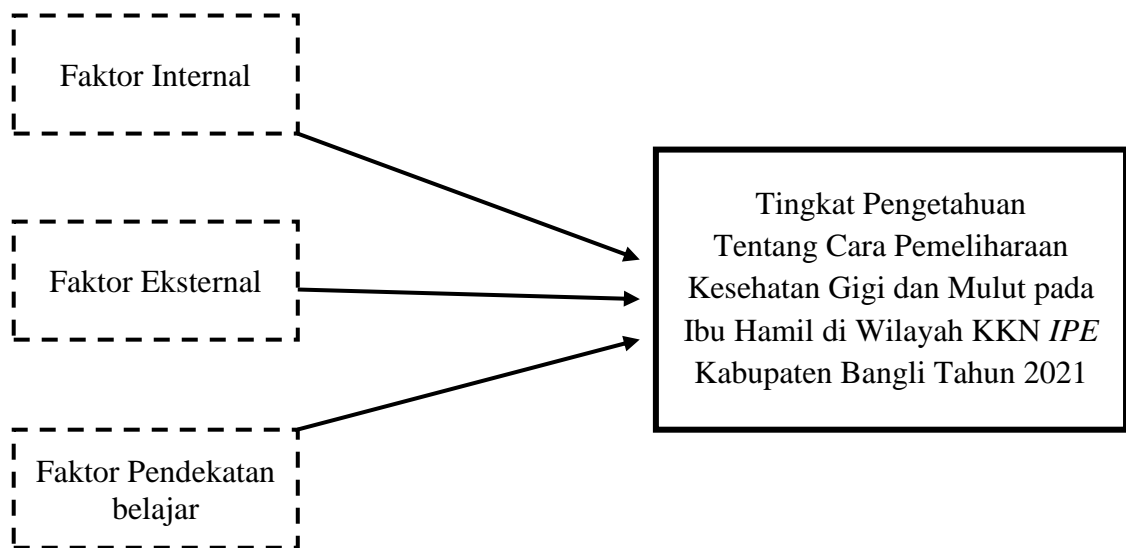 Faktor Internal
Faktor Eksternal
Faktor Pendekatan
belajar
Tingkat Pengetahuan
Tentang Cara Pemeliharaan
Kesehatan Gigi dan Mulut pada
Ibu Hamil di Wilayah KKN IPE
Kabupaten Bangli Tahun 2021